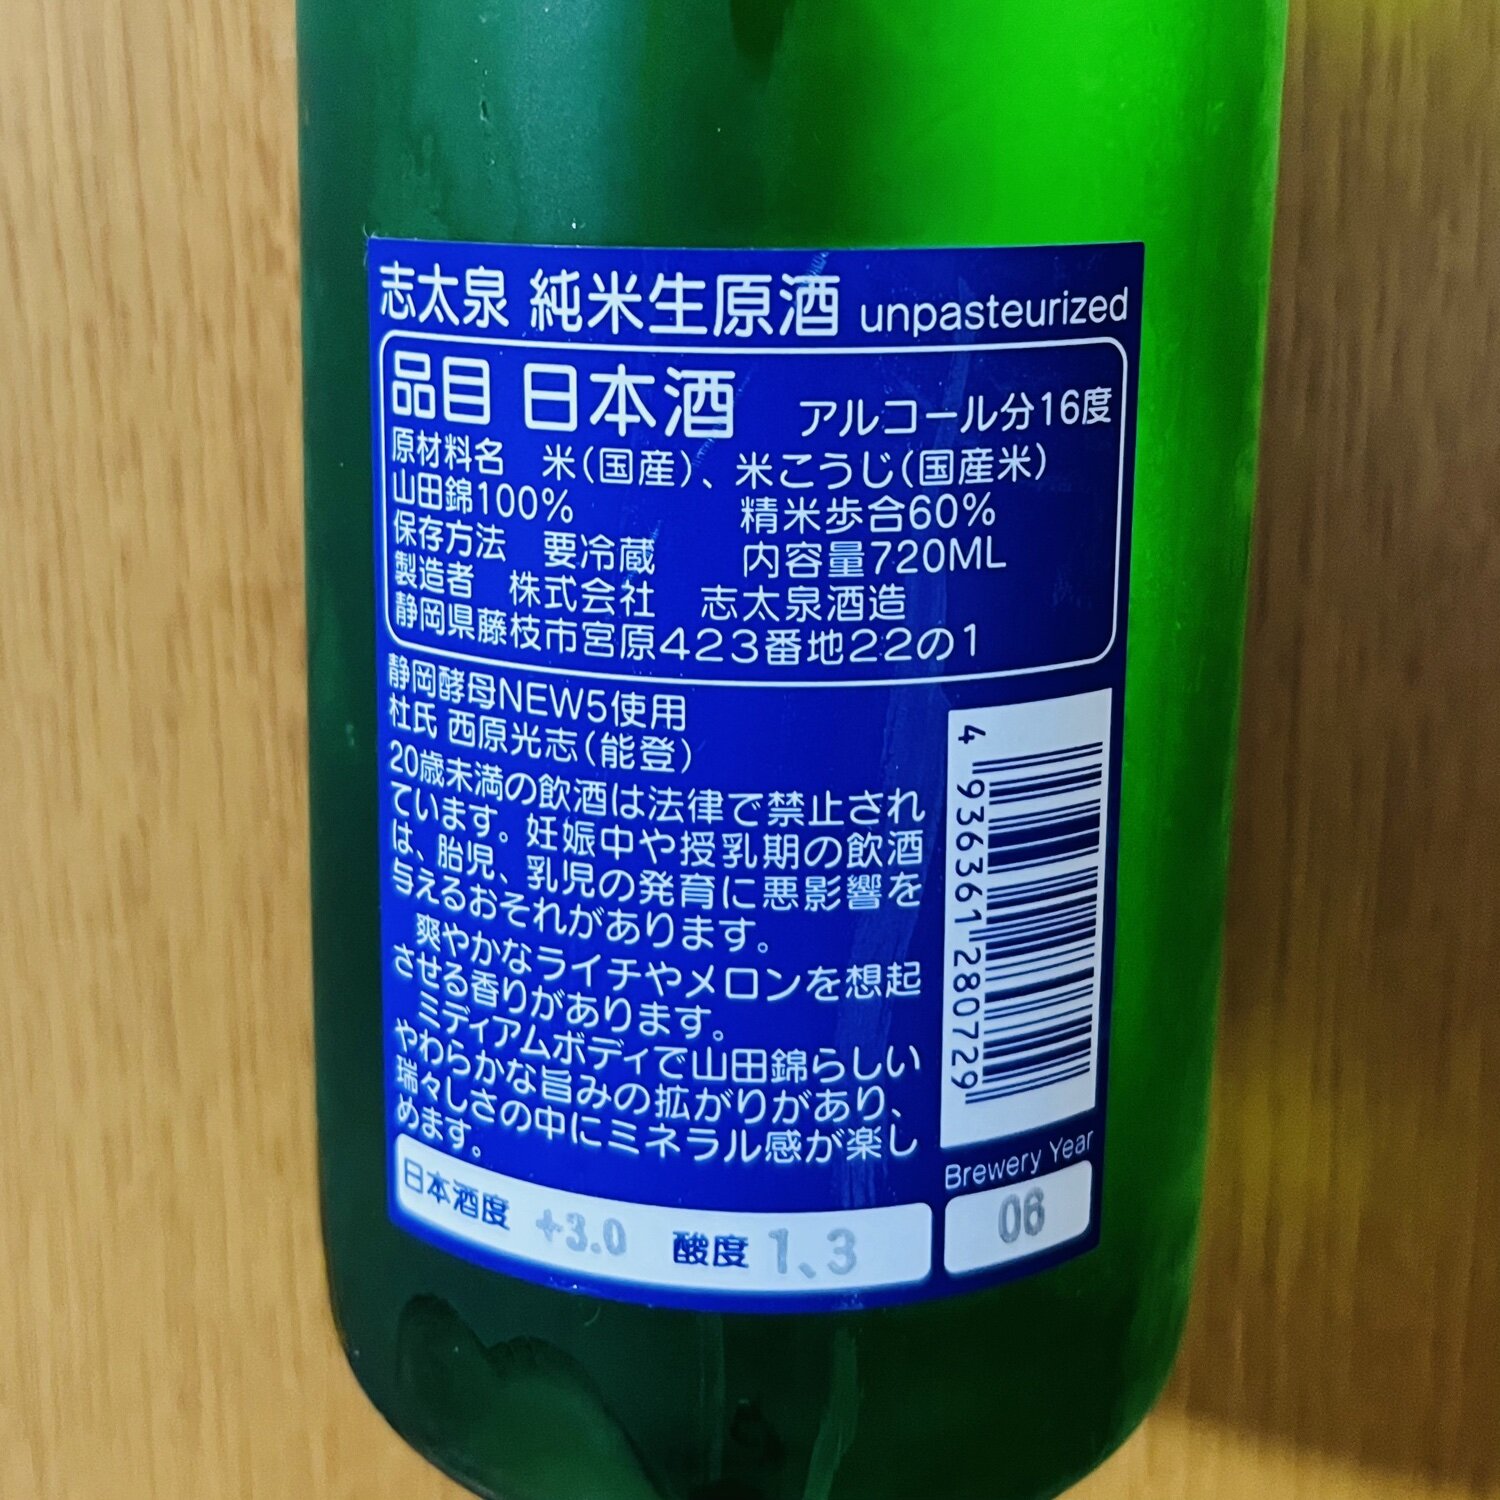 志太泉 純米生原酒 unpasteurized
品目 日本酒 アルコール分16度
原材料名 米(国産)、米こうじ(国産米)
山田錦100% 精米歩合60%
保存方法 要冷蔵 内容量720ML
製造者 株式会社 志太泉酒造
静岡県藤枝市宮原423番地22の1
静岡酵母NEW5使用
杜氏 西原光志(能登)
20歳未満の飲酒は法律で禁止され
ています。妊娠中や授乳期の飲酒
は、胎児、乳児の発育に悪影響を
与えるおそれがあります。
爽やかなライチやメロンを想起
させる香りがあります。
ミディアムボディで山田錦らしい
やわらかな旨みの拡がりがあり、
瑞々しさの中にミネラル感が楽し
めます。
日本酒度 +3.0 酸度 1、3
4 936361 280729
Brewery Year
06